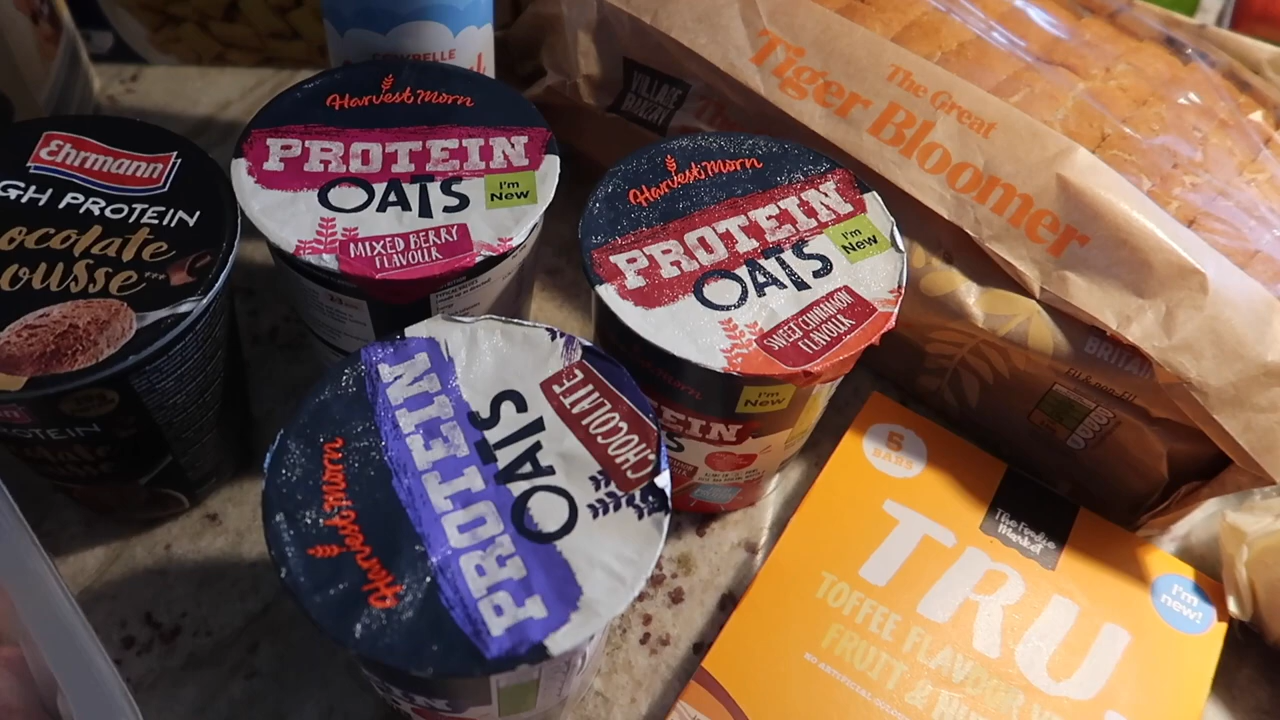 Ehrmann
GH PROTEIN
ocolate
ousse
Harvest Morn
PROTEIN
OATS
I'm
New
MIXED BERRY
FLAVOUR
Harvest Morn
PROTEIN
OATS
I'm
New
SWEET CINNAMON
FLAVOUR
I'm
New
EIN
Harvest Morn
PROTEIN
OATS
CHOCOLATE
VILLAGE
BAKERY
The Great
Tiger Bloomer
BRITAIN
5
BARS
The Foodie
Market
TRU
I'm
new!
TOFFEE FLAVOUR
FRUIT &